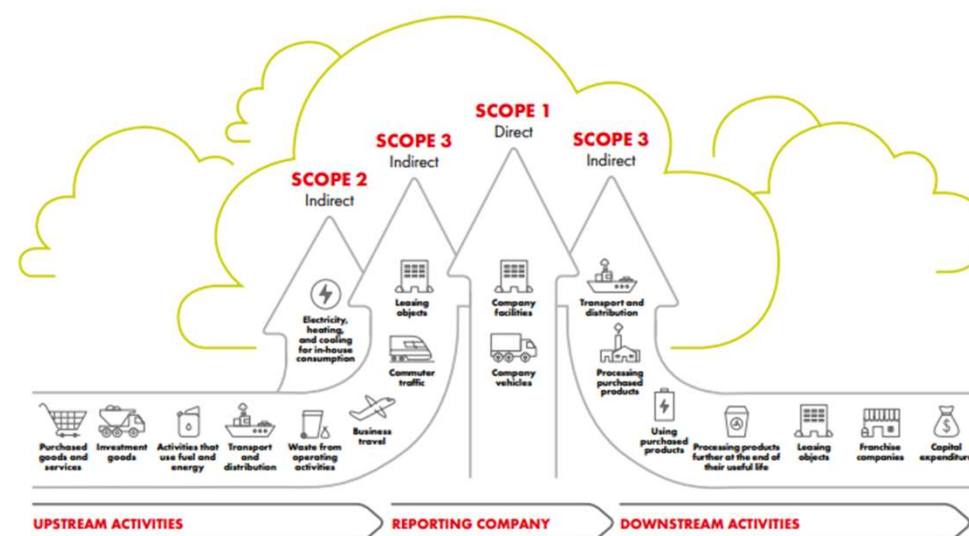 SCOPE 1
Direct
SCOPE 3
Indirect
SCOPE 3
Indirect
SCOPE 2
Indirect
Electricity,
heating,
and cooling
for in-house
consumption
Leasing
objects
Commuter
traffic
Company
facilities
Company
vehicles
Transport and
distribution
Processing
purchased
products
Purchased
goods and
services
Investment
goods
Activities that
use fuel and
energy
Transport
and
distribution
Waste from
operating
activities
Business
travel
Using
purchased
products
Processing products
further at the end of
their useful life
Leasing
objects
Franchise
companies
Capital
expenditur
$
UPSTREAM ACTIVITIES
REPORTING COMPANY
DOWNSTREAM ACTIVITIES